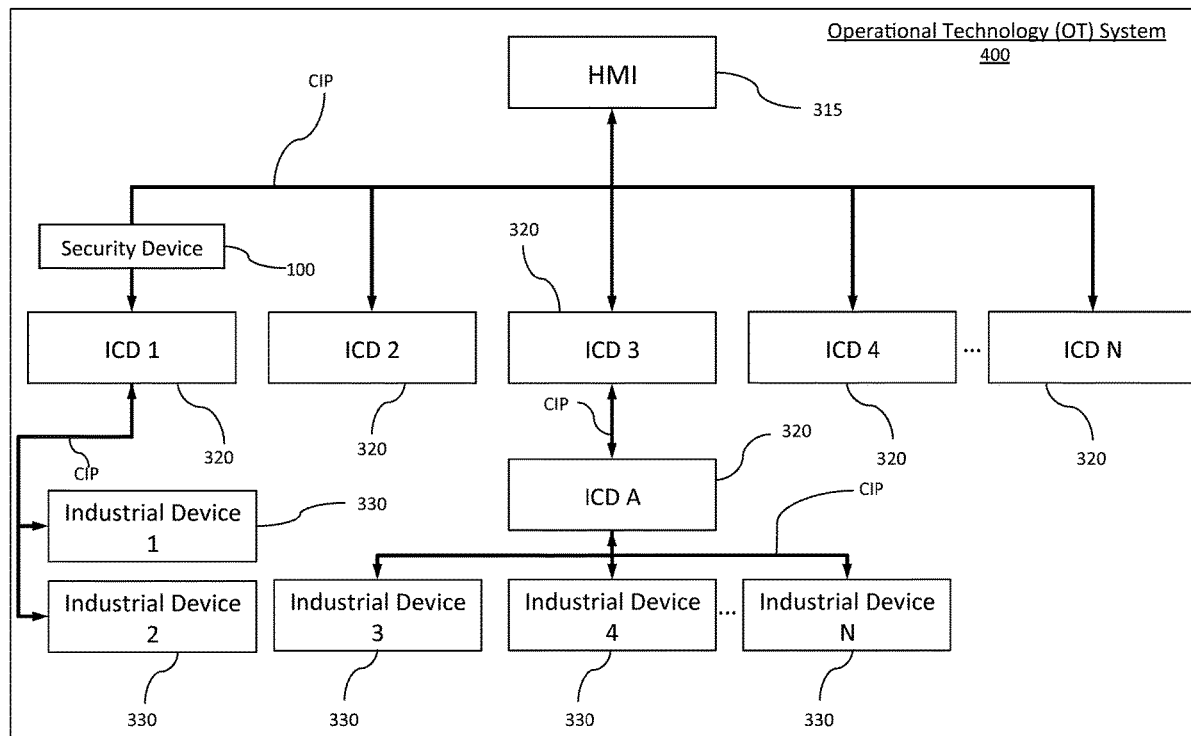 Operational Technology (OT) System
400
HMI
CIP
315
Security Device
100
320
ICD 1
ICD 2
ICD 3
ICD 4
...
ICD N
CIP
320
320
320
320
320
CIP
ICD A
CIP
Industrial Device
1
330
Industrial Device
2
Industrial Device
3
Industrial Device
4
...
Industrial Device
N
330
330
330
330